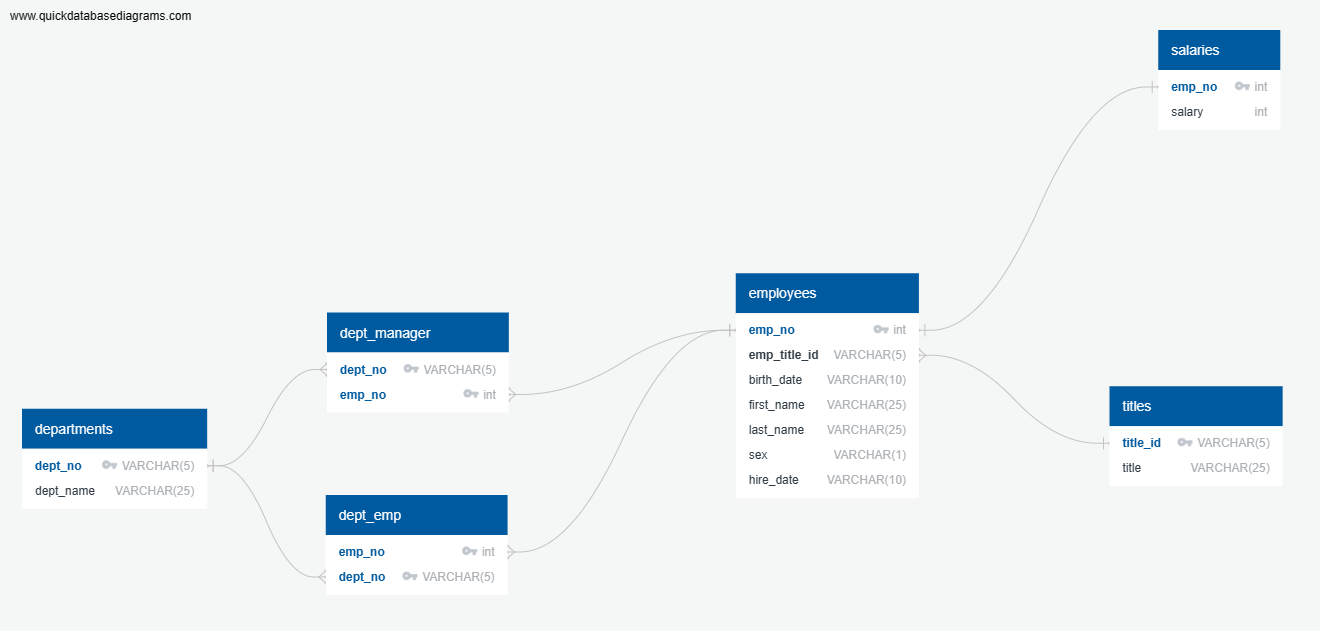 www.quickdatabasediagrams.com
salaries
emp_no int
salary int
employees
emp_no int
emp_title_id VARCHAR(5)
birth_date VARCHAR(10)
first_name VARCHAR(25)
last_name VARCHAR(25)
sex VARCHAR(1)
hire_date VARCHAR(10)
dept_manager
dept_no VARCHAR(5)
emp_no int
titles
title_id VARCHAR(5)
title VARCHAR(25)
departments
dept_no VARCHAR(5)
dept_name VARCHAR(25)
dept_emp
emp_no int
dept_no VARCHAR(5)